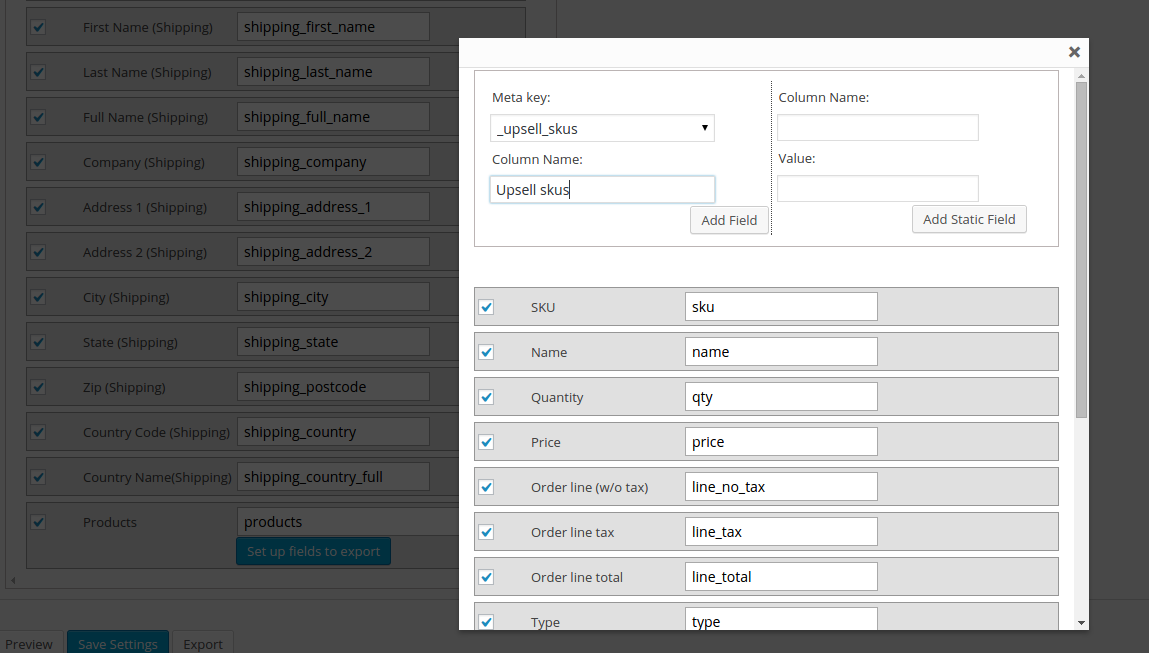 First Name (Shipping) shipping_first_name
Last Name (Shipping) shipping_last_name
Full Name (Shipping) shipping_full_name
Company (Shipping) shipping_company
Address 1 (Shipping) shipping_address_1
Address 2 (Shipping) shipping_address_2
City (Shipping) shipping_city
State (Shipping) shipping_state
Zip (Shipping) shipping_postcode
Country Code (Shipping) shipping_country
Country Name(Shipping) shipping_country_full
Products products
Set up fields to export
Preview Save Settings Export
Meta key:
_upsell_skus
Column Name:
Upsell skus
Add Field
Column Name:
Value:
Add Static Field
SKU sku
Name name
Quantity qty
Price price
Order line (w/o tax) line_no_tax
Order line tax line_tax
Order line total line_total
Type type